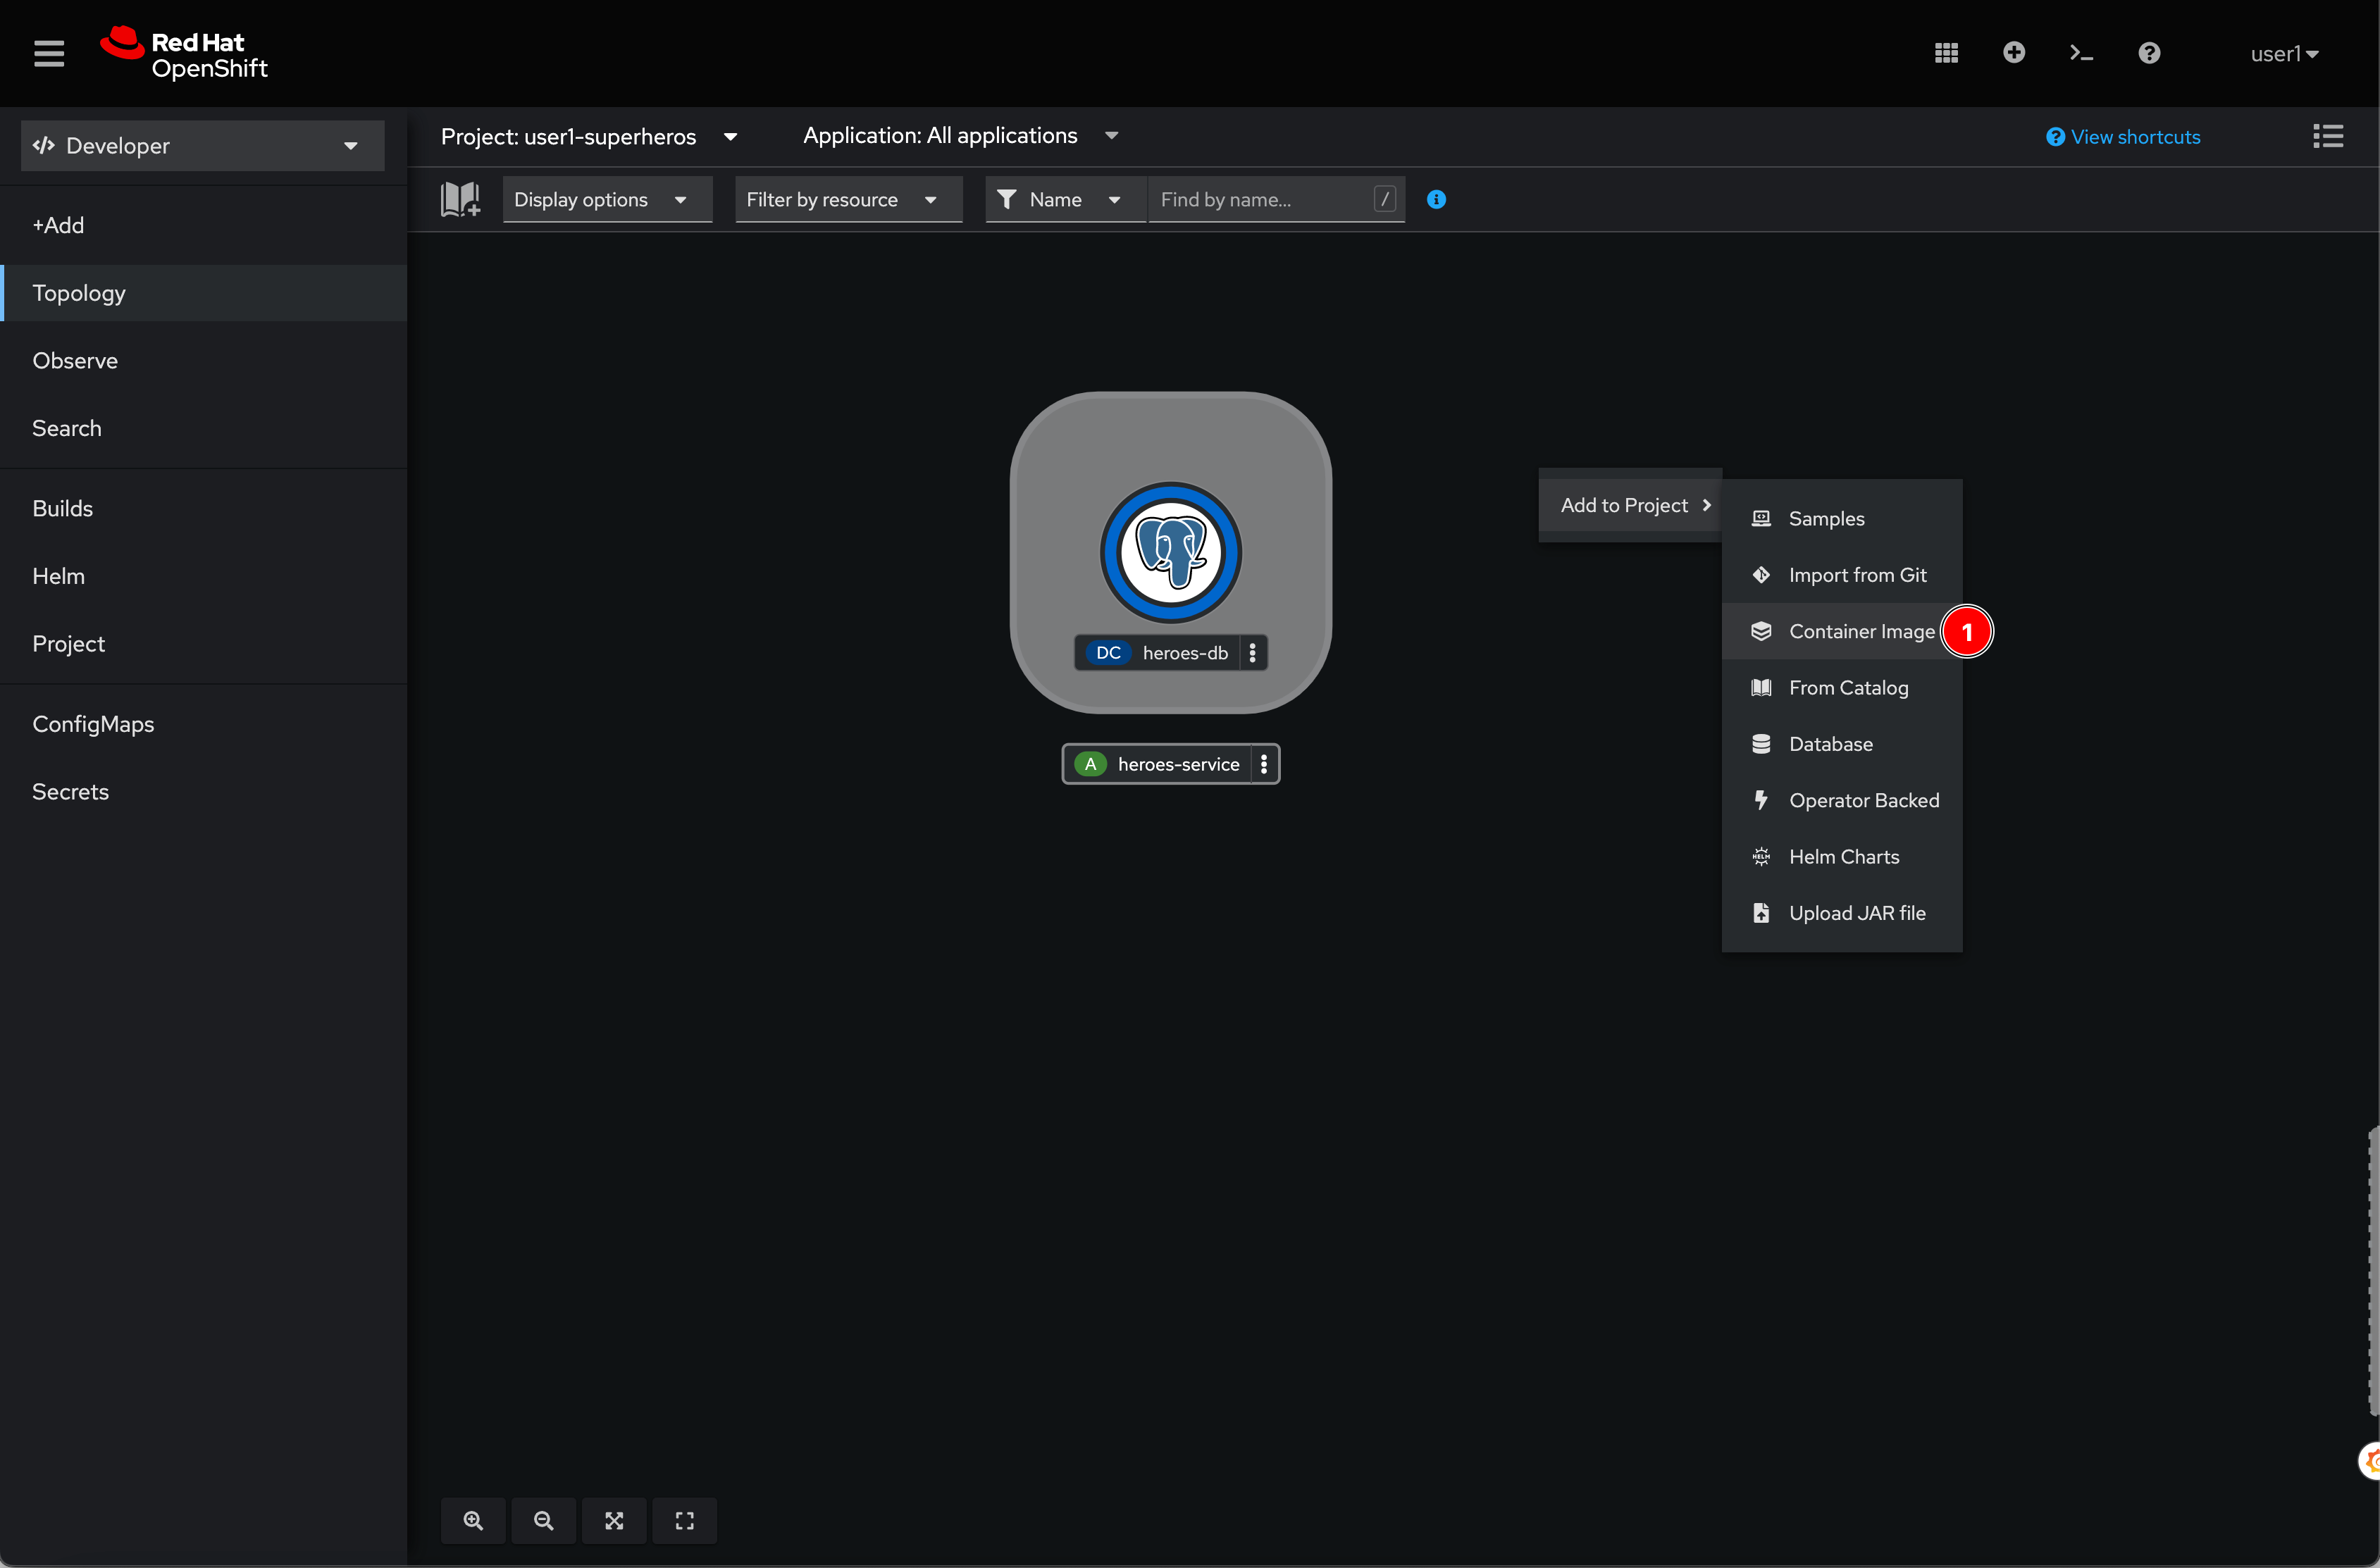 Red Hat
OpenShift
user1
Developer
Project: user1-superheros
Application: All applications
View shortcuts
Display options
Filter by resource
Name
Find by name...
/
+Add
Topology
Observe
Search
Builds
Helm
Project
ConfigMaps
Secrets
DC heroes-db
A heroes-service
Add to Project
Samples
Import from Git
Container Image
1
From Catalog
Database
Operator Backed
HELM
Helm Charts
Upload JAR file